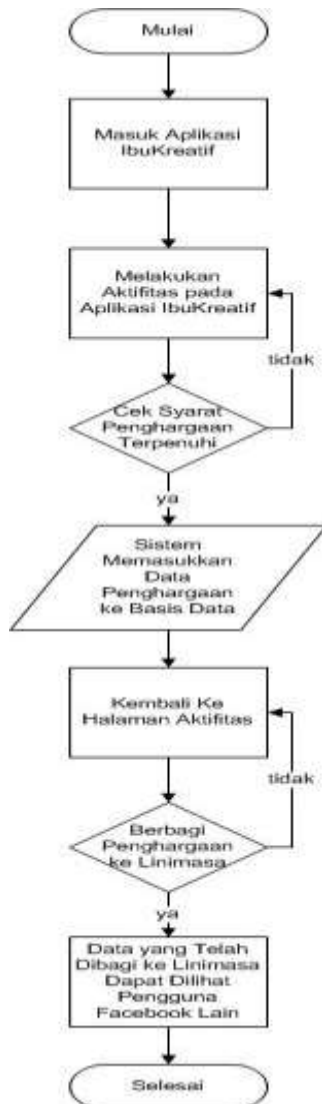 Mulai
Masuk Aplikasi
IbuKreatif
Melakukan
Aktifitas pada
Aplikasi IbuKreatif
tidak
Cek Syarat
Penghargaan
Terpenuhi
ya
Sistem
Memasukkan
Data
Penghargaan
ke Basis Data
Kembali Ke
Halaman Aktifitas
tidak
Berbagi
Penghargaan
ke Linimasa
ya
Data yang Telah
Dibagi ke Linimasa
Dapat Dilihat
Pengguna
Facebook Lain
Selesai